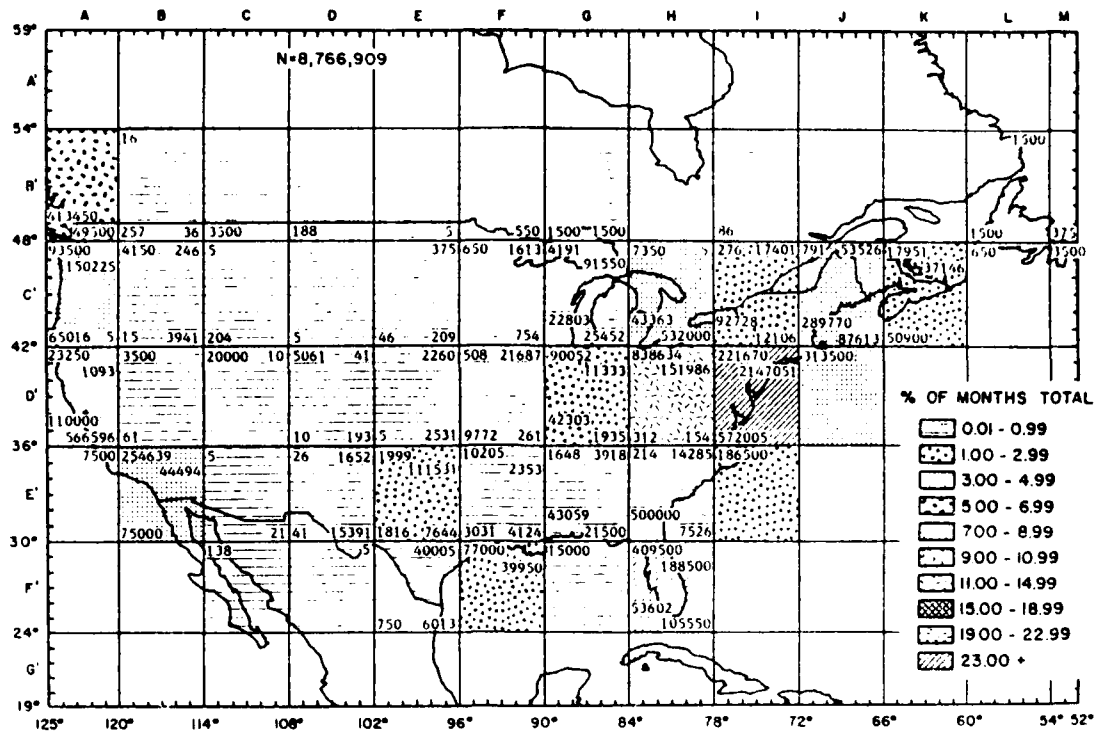 A B C D E F G H I J K L M
59°
N=8,766,909
A'
54°
16 1500
B'
413450
49500 257 36 3500 188 5 550 1500 1500 86 1500 375
48°
93500 4150 246 5 375 650 1613 4191 7350 5 276 17401 7917 53526 17951 650 1500
150225 91550 37146
C'
22803 43363 92728 289770
65016 5 15 3941 204 5 46 209 754 25452 532000 12106 87613 50900
42°
23250 3500 20000 10 5061 41 2260 508 21687 90052 838634 221670 313500
1093 11333 151986 2147051
D'
% OF MONTHS TOTAL
110000 42303
566596 61 10 193 5 2531 9772 261 1935 312 154 572005
36°
7500 254639 5 26 1652 1999 10205 1648 3918 214 14285 186500
44494 111531 2353
E'
43059 500000
75000 21 41 5391 1816 7644 3031 4124 21500 7526
30°
138 5 40005 77000 15000 409500
39950 188500
F'
53602
750 6013 105550
24°
G'
19°
125° 120° 114° 108° 102° 96° 90° 84° 78° 72° 66° 60° 54° 52°
0.01 - 0.99
1.00 - 2.99
3.00 - 4.99
5.00 - 6.99
7.00 - 8.99
9.00 - 10.99
11.00 - 14.99
15.00 - 18.99
19.00 - 22.99
23.00 +